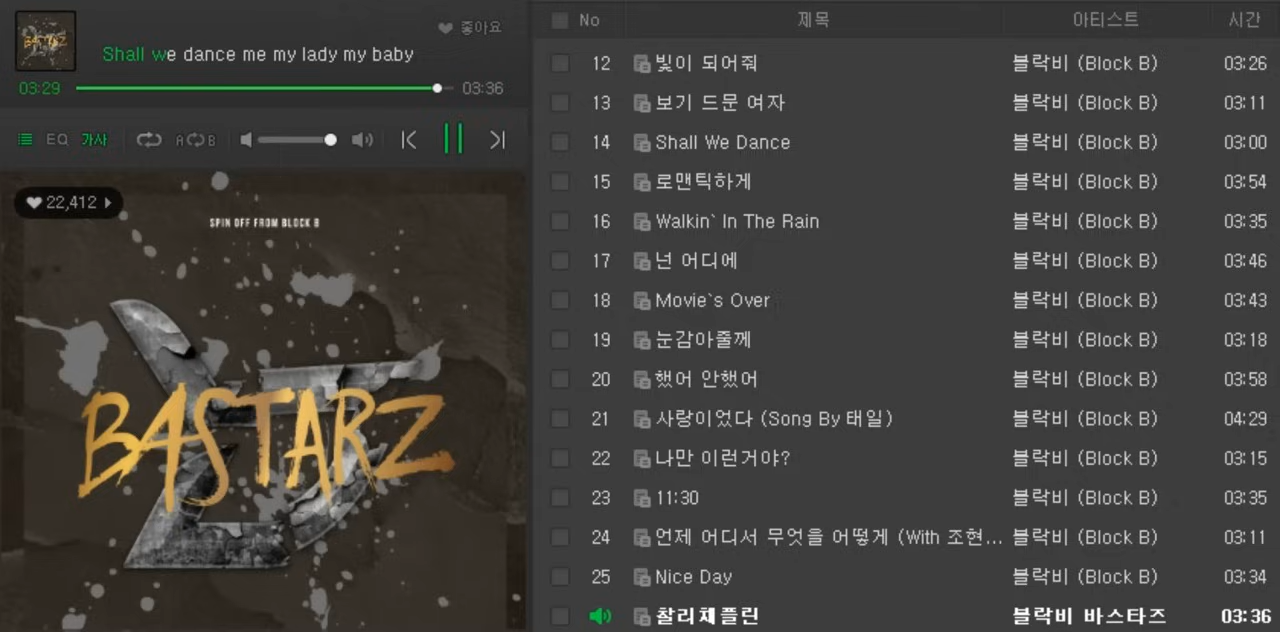 BASTARZ
좋아요
Shall we dance me my lady my baby
03:29 03:36
EQ 가사 A B
22,412
SPIN OFF FROM BLOCK B
BASTARZ
No 제목 아티스트 시간
12 빛이 되어줘 블락비 (Block B) 03:26
13 보기 드문 여자 블락비 (Block B) 03:11
14 Shall We Dance 블락비 (Block B) 03:00
15 로맨틱하게 블락비 (Block B) 03:54
16 Walkin` In The Rain 블락비 (Block B) 03:35
17 넌 어디에 블락비 (Block B) 03:46
18 Movie`s Over 블락비 (Block B) 03:43
19 눈감아줄께 블락비 (Block B) 03:18
20 했어 안했어 블락비 (Block B) 03:58
21 사랑이었다 (Song By 태일) 블락비 (Block B) 04:29
22 나만 이런거야? 블락비 (Block B) 03:15
23 11:30 블락비 (Block B) 03:35
24 언제 어디서 무엇을 어떻게 (With 조현... 블락비 (Block B) 03:11
25 Nice Day 블락비 (Block B) 03:34
찰리채플린 블락비 바스타즈 03:36